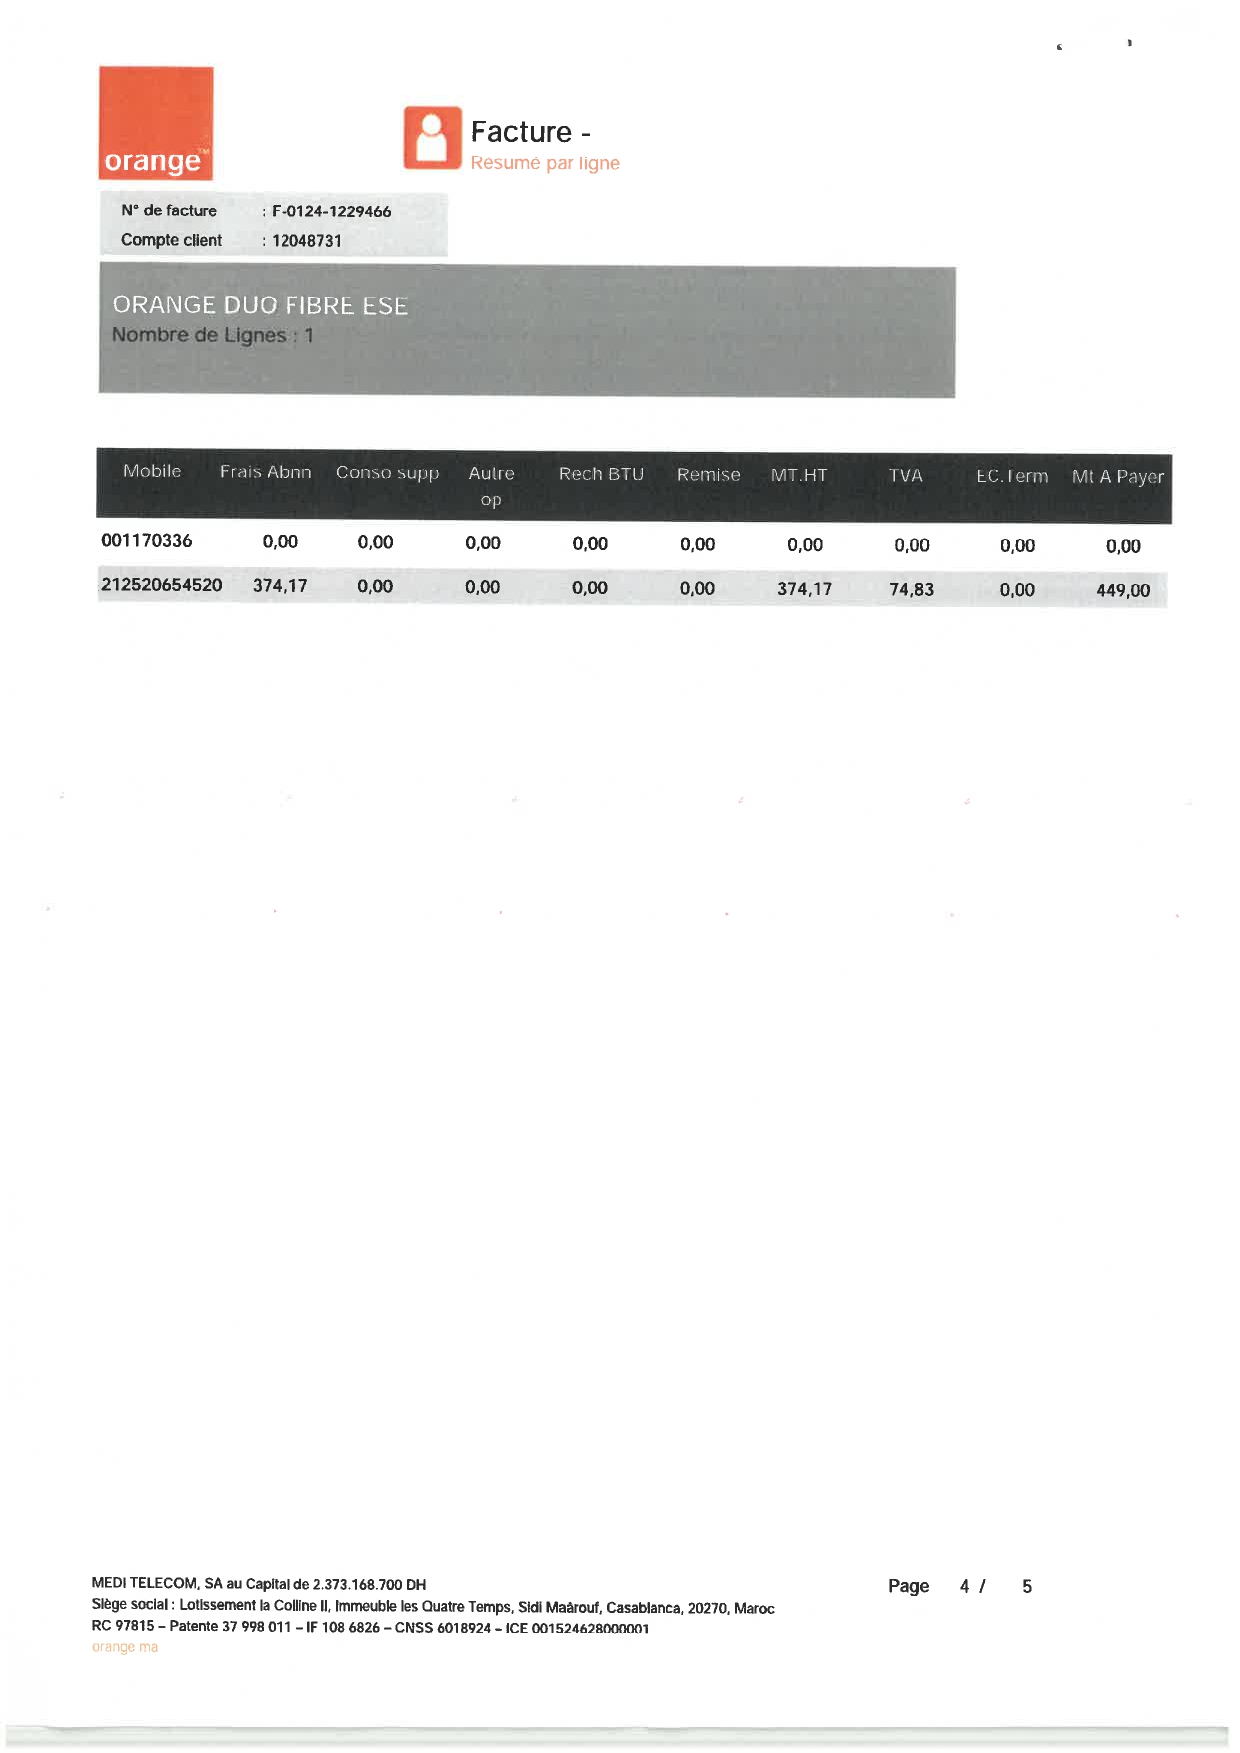 orange™
Facture -
Resumé par ligne
N° de facture : F-0124-1229466
Compte client : 12048731
ORANGE DUO FIBRE ESE
Nombre de Lignes : 1
Mobile Frais Abnn Conso supp Autre op Rech BTU Remise MT.HT TVA EC.Term Mt A Payer
001170336 0,00 0,00 0,00 0,00 0,00 0,00 0,00 0,00 0,00
212520654520 374,17 0,00 0,00 0,00 0,00 374,17 74,83 0,00 449,00
MEDI TELECOM, SA au Capital de 2.373.168.700 DH
Siège social : Lotissement la Colline II, Immeuble les Quatre Temps, Sidi Maârouf, Casablanca, 20270, Maroc
RC 97815 – Patente 37 998 011 – IF 108 6826 – CNSS 6018924 – ICE 001524628000001
orange ma
Page 4 / 5